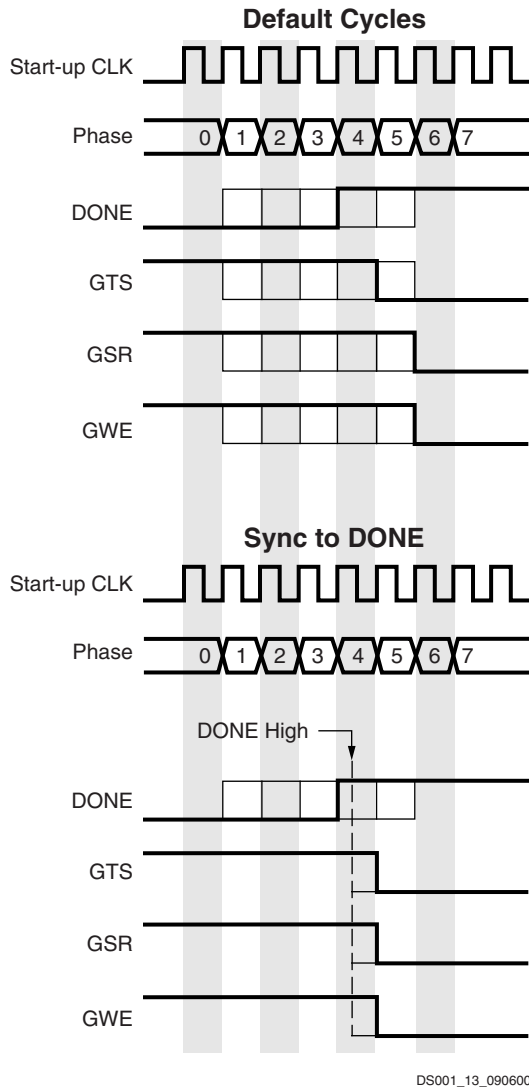 Default Cycles
Start-up CLK
Phase 0 1 2 3 4 5 6 7
DONE
GTS
GSR
GWE
Sync to DONE
Start-up CLK
Phase 0 1 2 3 4 5 6 7
DONE High
DONE
GTS
GSR
GWE
DS001_13_090600